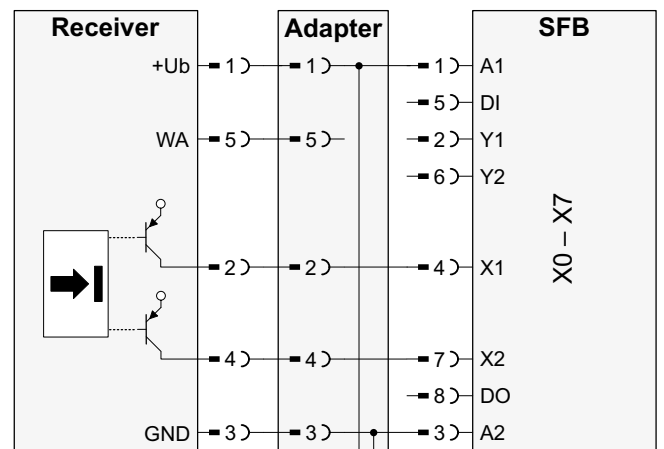 Receiver Adapter SFB
+Ub 1 1 1 A1
5 DI
WA 5 5 2 Y1
6 Y2
X0 – X7
2 2 4 X1
4 4 7 X2
8 DO
GND 3 3 3 A2